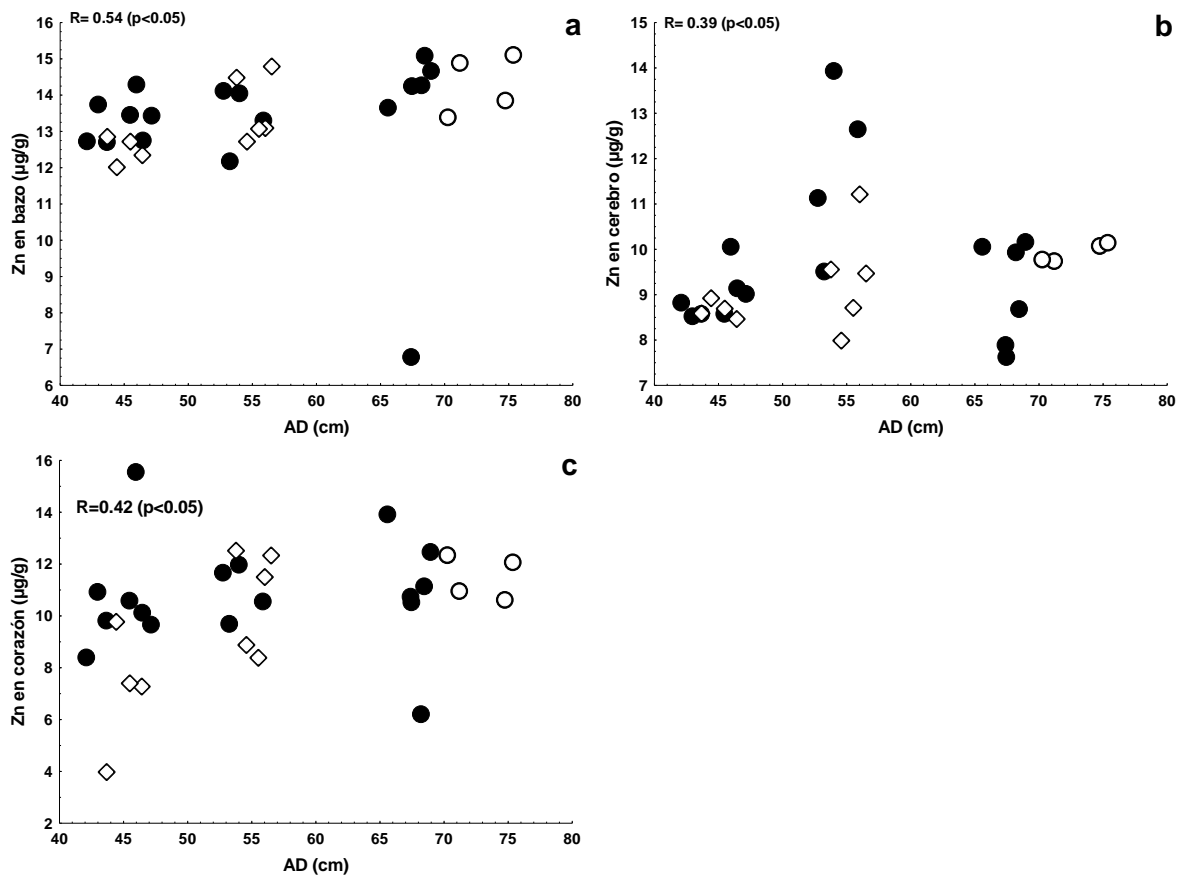 R= 0.54 (p<0.05)
a
16
15
14
13
12
11
10
9
8
7
6
Zn en bazo (µg/g)
40 45 50 55 60 65 70 75 80
AD (cm)
R= 0.39 (p<0.05)
b
15
14
13
12
11
10
9
8
7
Zn en cerebro (µg/g)
40 45 50 55 60 65 70 75 80
AD (cm)
R=0.42 (p<0.05)
c
16
14
12
10
8
6
4
2
Zn en corazón (µg/g)
40 45 50 55 60 65 70 75 80
AD (cm)